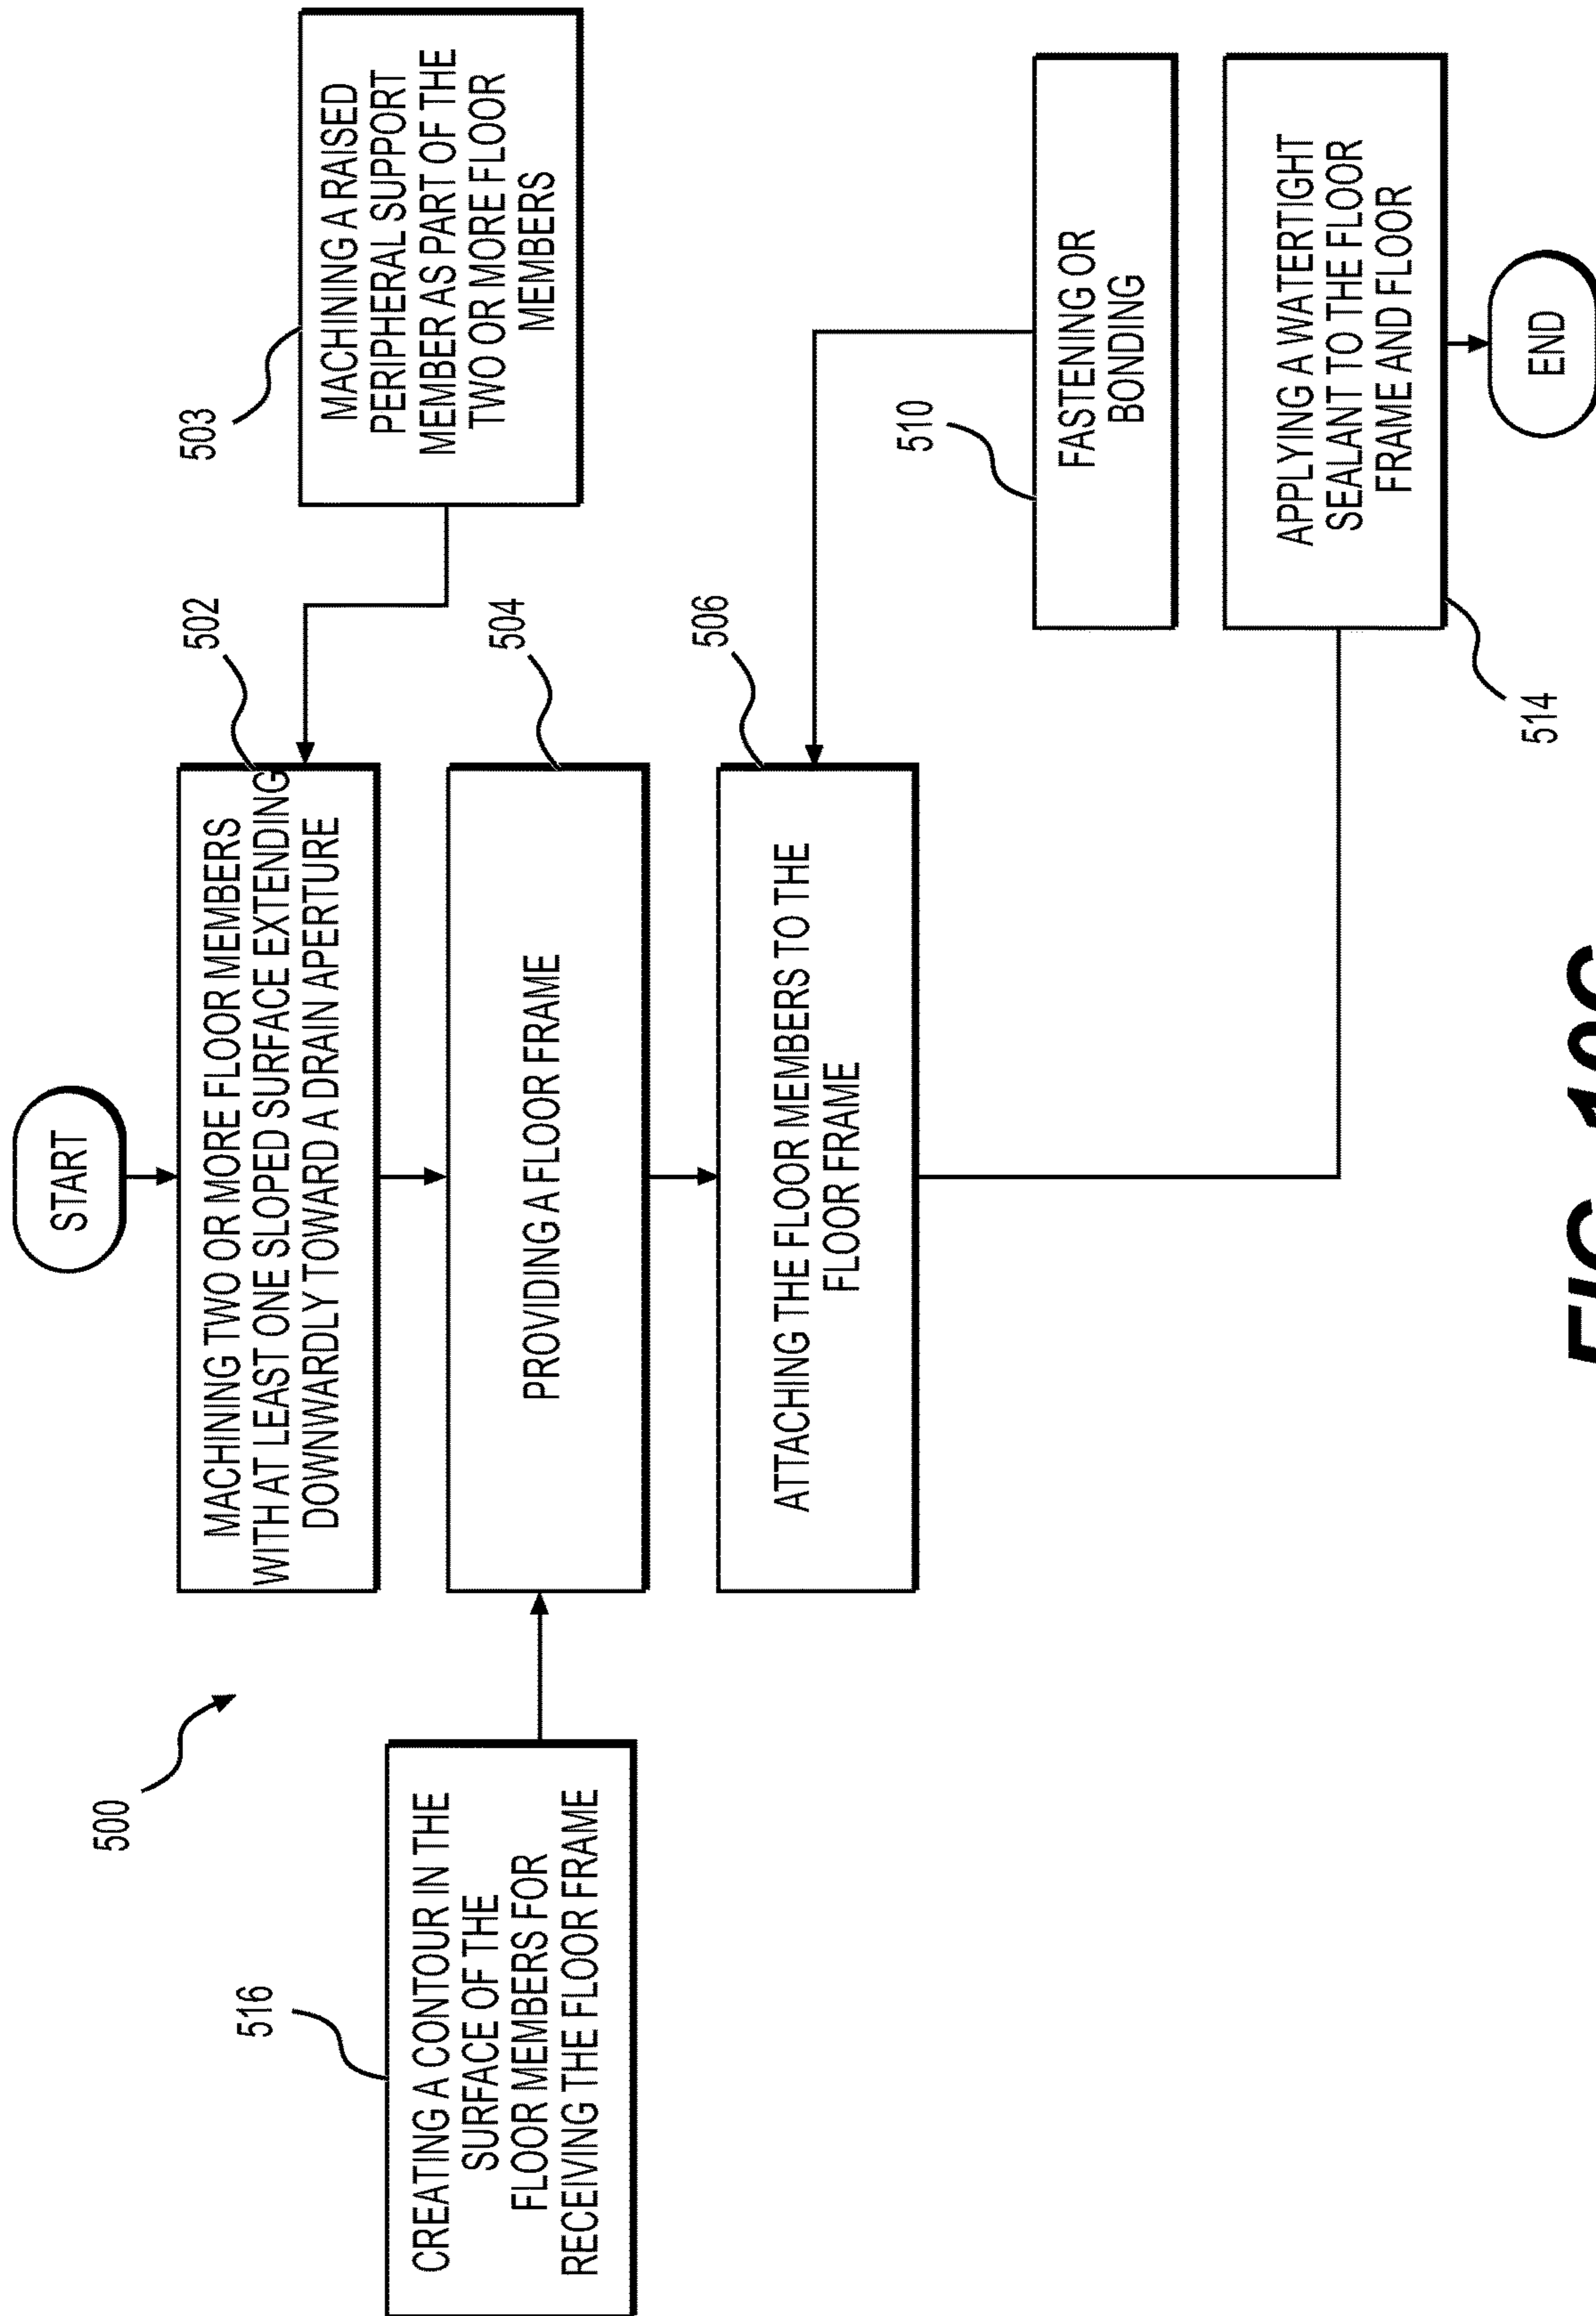 START
500
502
503
MACHINING TWO OR MORE FLOOR MEMBERS
WITH AT LEAST ONE SLOPED SURFACE EXTENDING
DOWNWARDLY TOWARD A DRAIN APERTURE
MACHINING A RAISED
PERIPHERAL SUPPORT
MEMBER AS PART OF THE
TWO OR MORE FLOOR
MEMBERS
516
CREATING A CONTOUR IN THE
SURFACE OF THE
FLOOR MEMBERS FOR
RECEIVING THE FLOOR FRAME
504
PROVIDING A FLOOR FRAME
506
ATTACHING THE FLOOR MEMBERS TO THE
FLOOR FRAME
510
FASTENING OR
BONDING
514
APPLYING A WATERTIGHT
SEALANT TO THE FLOOR
FRAME AND FLOOR
END
FIG. 10C